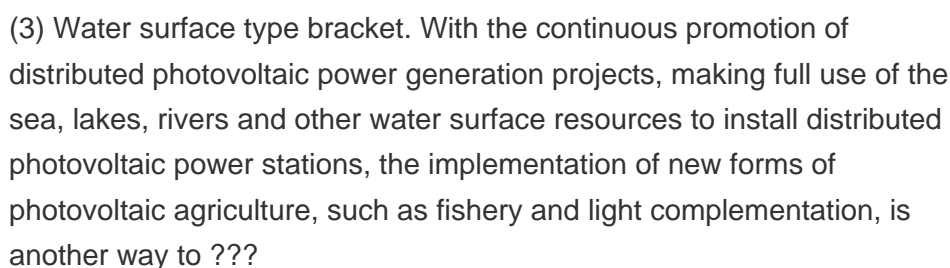 (3) Water surface type bracket. With the continuous promotion of
distributed photovoltaic power generation projects, making full use of the
sea, lakes, rivers and other water surface resources to install distributed
photovoltaic power stations, the implementation of new forms of
photovoltaic agriculture, such as fishery and light complementation, is
another way to ???